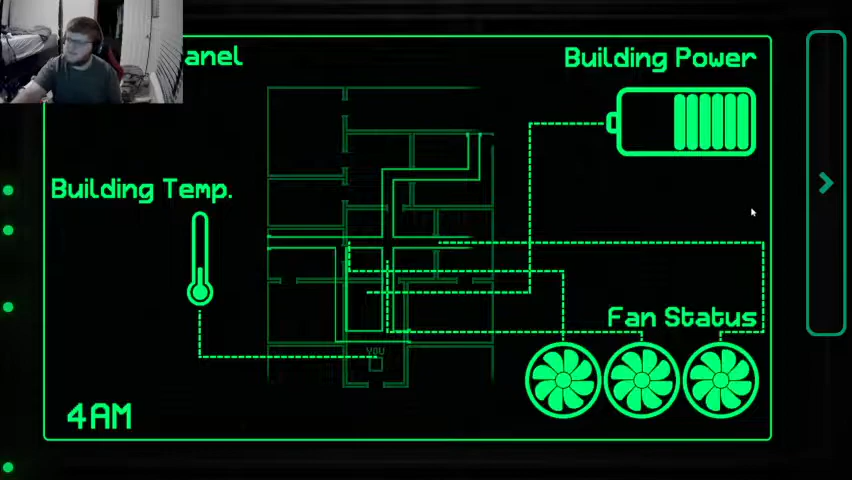 anel
Building Power
Building Temp.
Fan Status
YOU
4AM